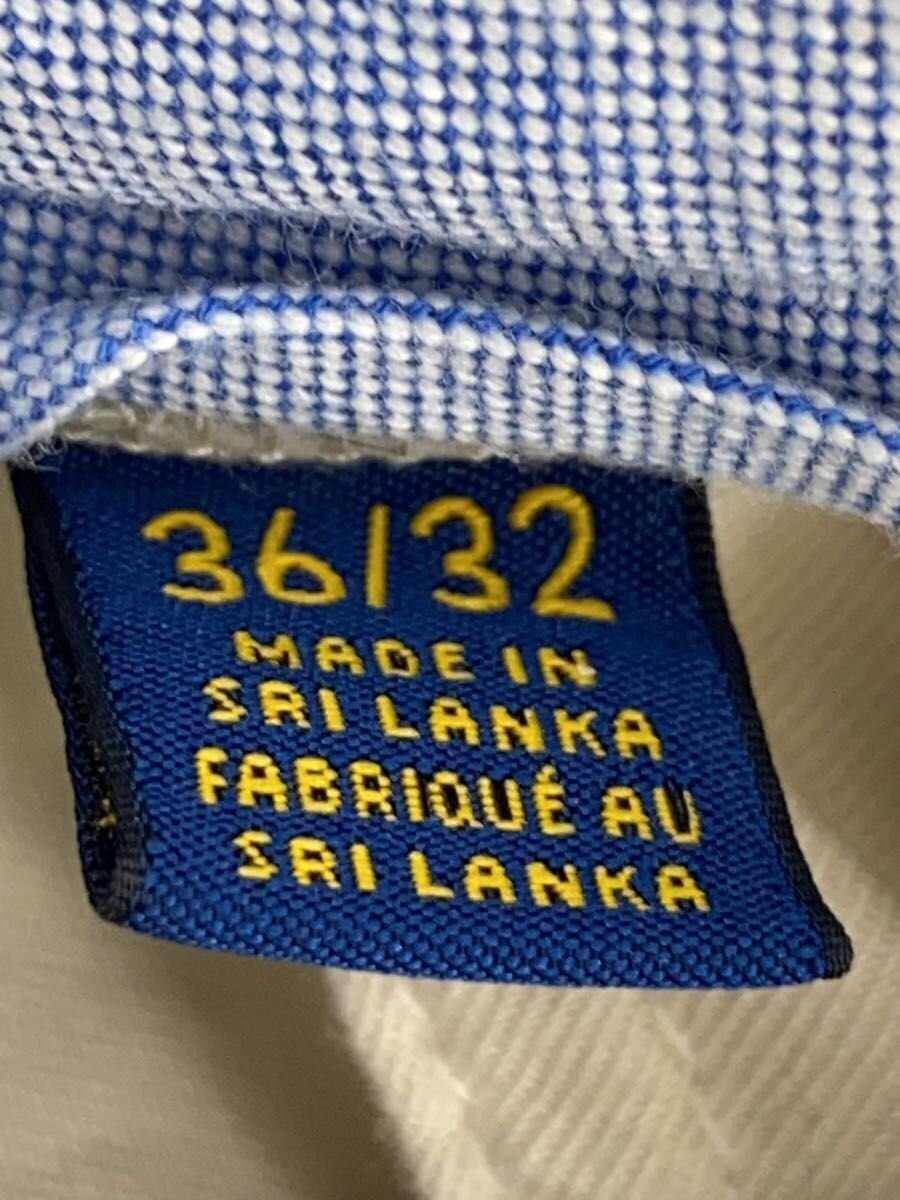 36/32
MADE IN
SRI LANKA
FABRIQUÉ AU
SRI LANKA